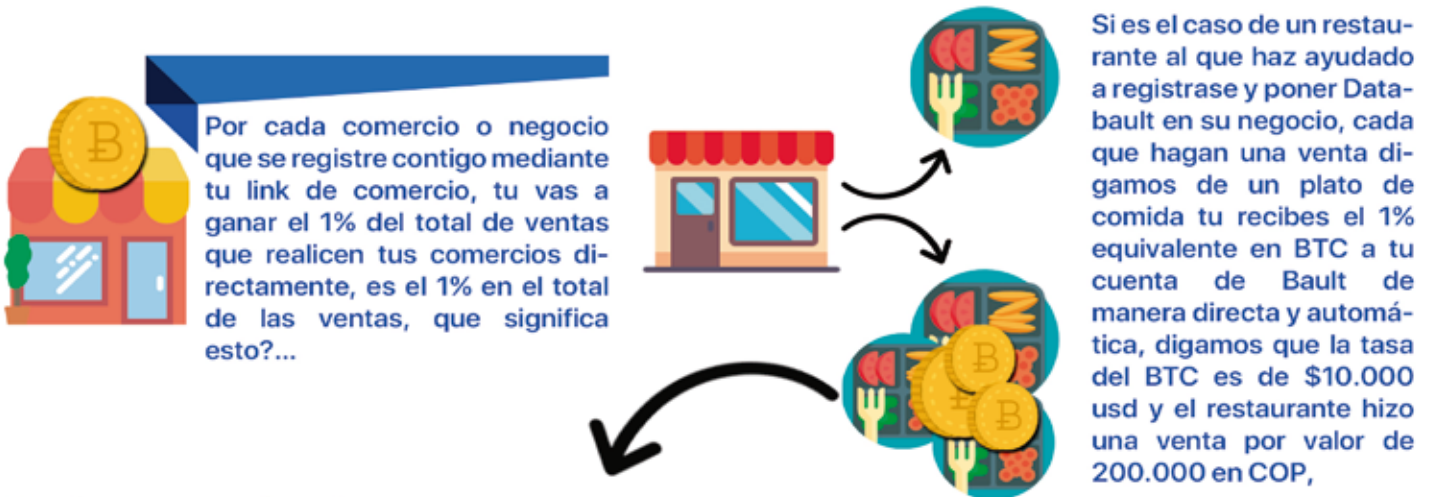 Por cada comercio o negocio
que se registre contigo mediante
tu link de comercio, tu vas a
ganar el 1% del total de ventas
que realicen tus comercios di-
rectamente, es el 1% en el total
de las ventas, que significa
esto?...
Si es el caso de un restau-
rante al que haz ayudado
a registrase y poner Data-
bault en su negocio, cada
que hagan una venta di-
gamos de un plato de
comida tu recibes el 1%
equivalente en BTC a tu
cuenta de Bault de
manera directa y automá-
tica, digamos que la tasa
del BTC es de $10.000
usd y el restaurante hizo
una venta por valor de
200.000 en COP,